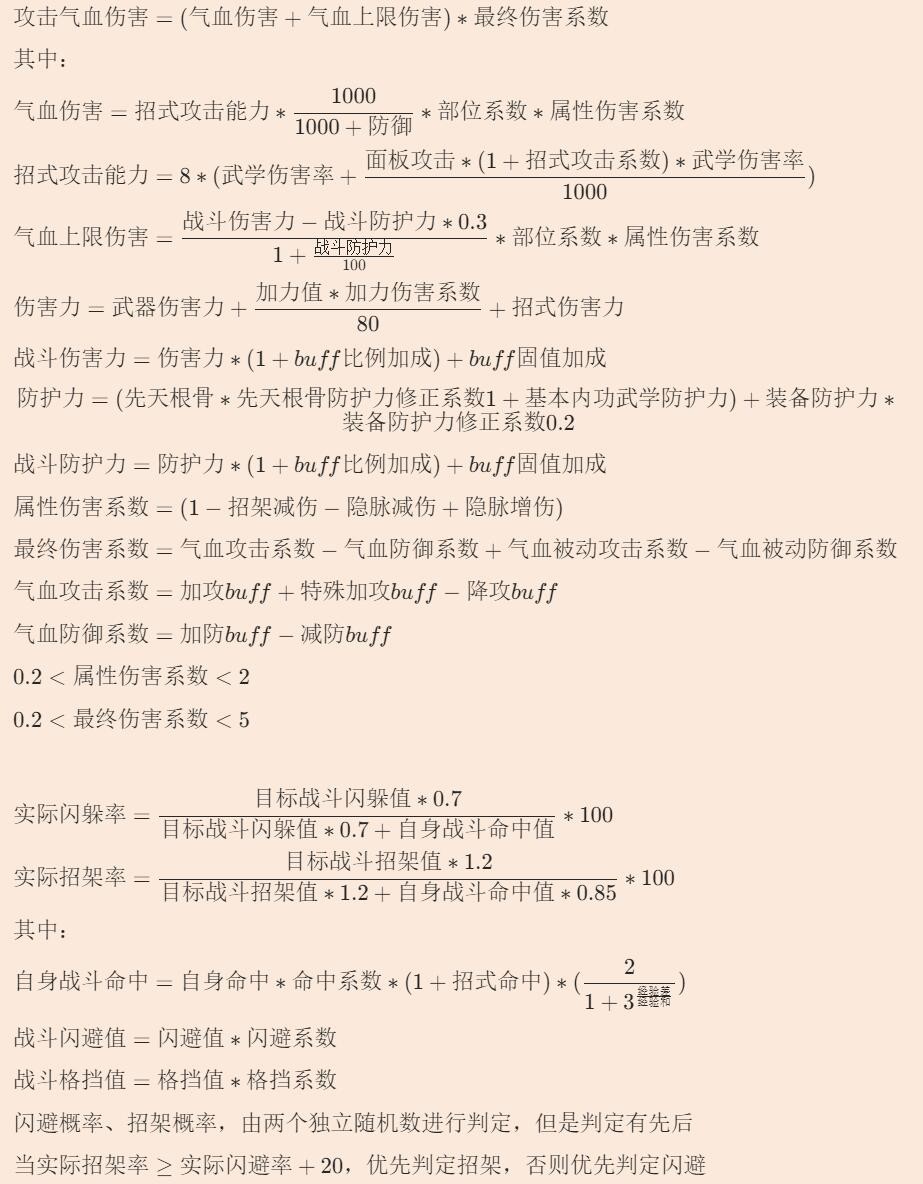 攻击气血伤害 = (气血伤害 + 气血上限伤害) * 最终伤害系数
其中：
气血伤害 = 招式攻击能力 * 1000 / (1000 + 防御) * 部位系数 * 属性伤害系数
招式攻击能力 = 8 * (武学伤害率 + 面板攻击 * (1 + 招式攻击系数) * 武学伤害率 / 1000)
气血上限伤害 = (战斗伤害力 − 战斗防护力 * 0.3) / (1 + 战斗防护力 / 100) * 部位系数 * 属性伤害系数
伤害力 = 武器伤害力 + 加力值 * 加力伤害系数 / 80 + 招式伤害力
战斗伤害力 = 伤害力 * (1 + buff比例加成) + buff固值加成
防护力 = (先天根骨 * 先天根骨防护力修正系数1 + 基本内功武学防护力) + 装备防护力 *
装备防护力修正系数0.2
战斗防护力 = 防护力 * (1 + buff比例加成) + buff固值加成
属性伤害系数 = (1 − 招架减伤 − 隐脉减伤 + 隐脉增伤)
最终伤害系数 = 气血攻击系数 − 气血防御系数 + 气血被动攻击系数 − 气血被动防御系数
气血攻击系数 = 加攻buff + 特殊加攻buff − 降攻buff
气血防御系数 = 加防buff − 减防buff
0.2 < 属性伤害系数 < 2
0.2 < 最终伤害系数 < 5
实际闪躲率 = 目标战斗闪躲值 * 0.7 / (目标战斗闪躲值 * 0.7 + 自身战斗命中值) * 100
实际招架率 = 目标战斗招架值 * 1.2 / (目标战斗招架值 * 1.2 + 自身战斗命中值 * 0.85) * 100
其中：
自身战斗命中 = 自身命中 * 命中系数 * (1 + 招式命中) * (2 / (1 + 3^(经验差 / 经验和)))
战斗闪避值 = 闪避值 * 闪避系数
战斗格挡值 = 格挡值 * 格挡系数
闪避概率、招架概率，由两个独立随机数进行判定，但是判定有先后
当实际招架率 ≥ 实际闪避率 + 20，优先判定招架，否则优先判定闪避